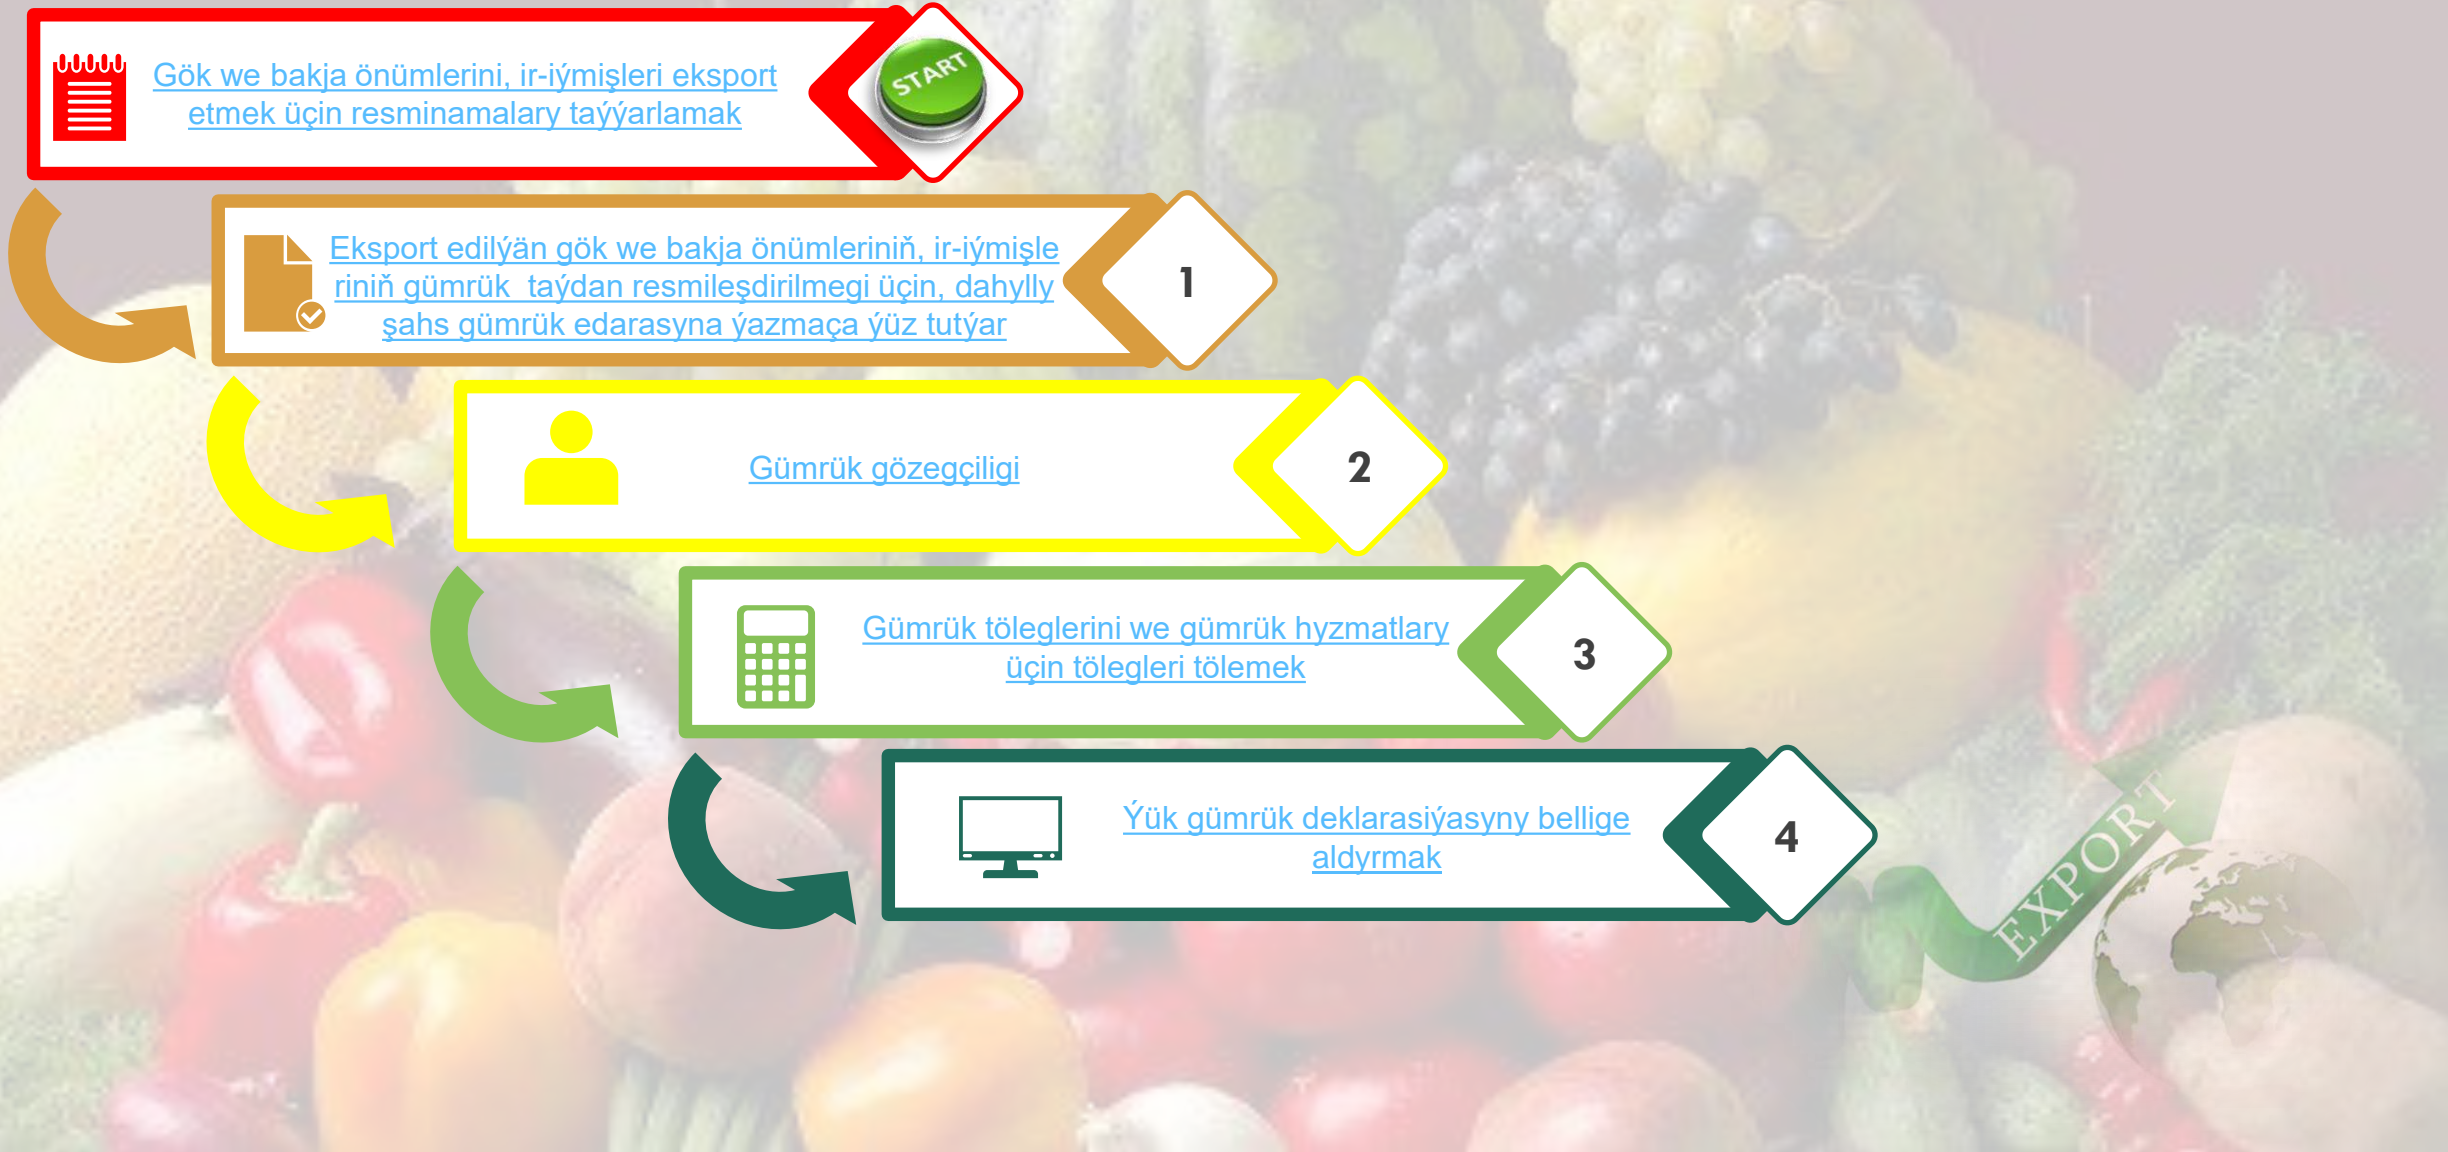 Gök we bakja önümlerini, ir-iýmişleri eksport
etmek üçin resminamalary taýýarlamak
START
Eksport edilýän gök we bakja önümleriniň, ir-iýmişle
riniň gümrük  taýdan resmileşdirilmegi üçin, dahylly
şahs gümrük edarasyna ýazmaça ýüz tutýar
1
Gümrük gözegçiligi
2
Gümrük töleglerini we gümrük hyzmatlary
üçin tölegleri tölemek
3
Ýük gümrük deklarasiýasyny bellige
aldyrmak
4
EXPORT